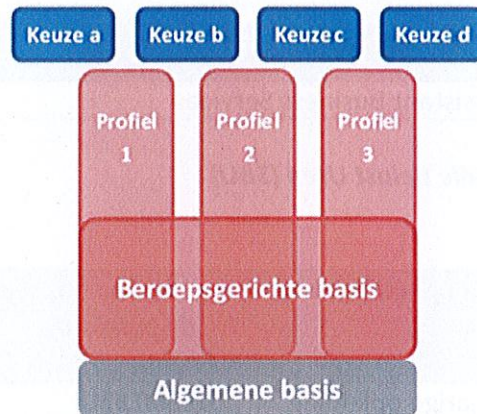 Keuze a
Keuze b
Keuze c
Keuze d
Profiel
1
Profiel
2
Profiel
3
Beroepsgerichte basis
Algemene basis